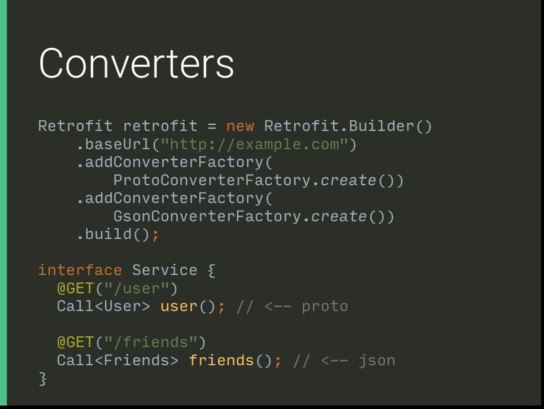 Converters
Retrofit retrofit = new Retrofit.Builder()
    .baseUrl("http://example.com")
    .addConverterFactory(
        ProtoConverterFactory.create())
    .addConverterFactory(
        GsonConverterFactory.create())
    .build();
interface Service {
  @GET("/user")
  Call<User> user(); // <-- proto
  @GET("/friends")
  Call<Friends> friends(); // <-- json
}